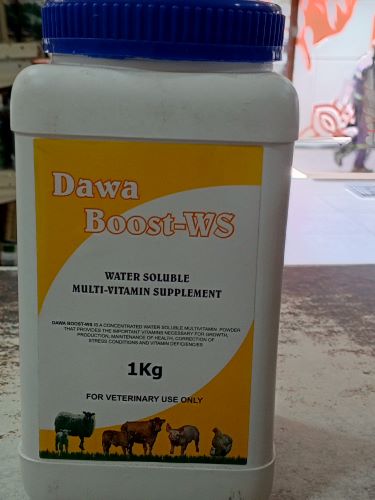 Dawa
Boost-WS
WATER SOLUBLE
MULTI-VITAMIN SUPPLEMENT
DAWA BOOST-WS IS A CONCENTRATED WATER SOLUBLE MULTIVITAMIN POWDER
THAT PROVIDES THE IMPORTANT VITAMINS NECESSARY FOR GROWTH,
PRODUCTION, MAINTENANCE OF HEALTH, CORRECTION OF
STRESS CONDITIONS AND VITAMIN DEFICIENCIES
1Kg
FOR VETERINARY USE ONLY